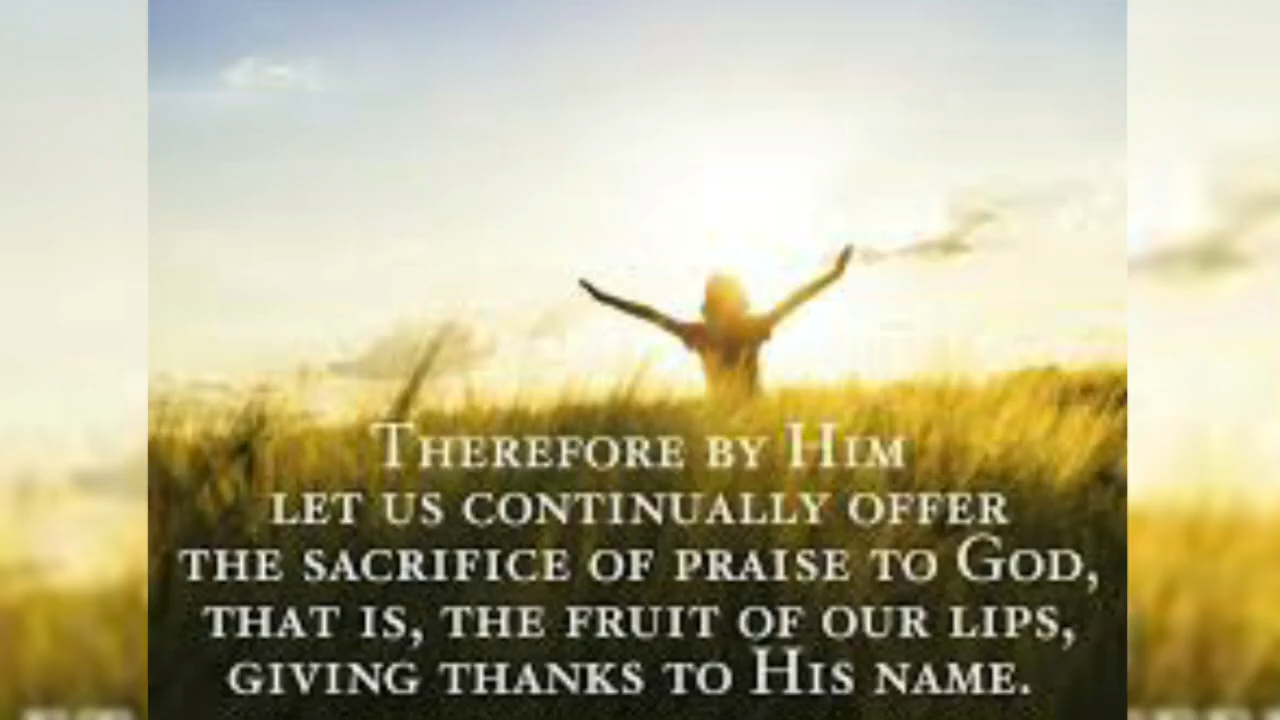 Therefore by Him
let us continually offer
the sacrifice of praise to God,
that is, the fruit of our lips,
giving thanks to His name.